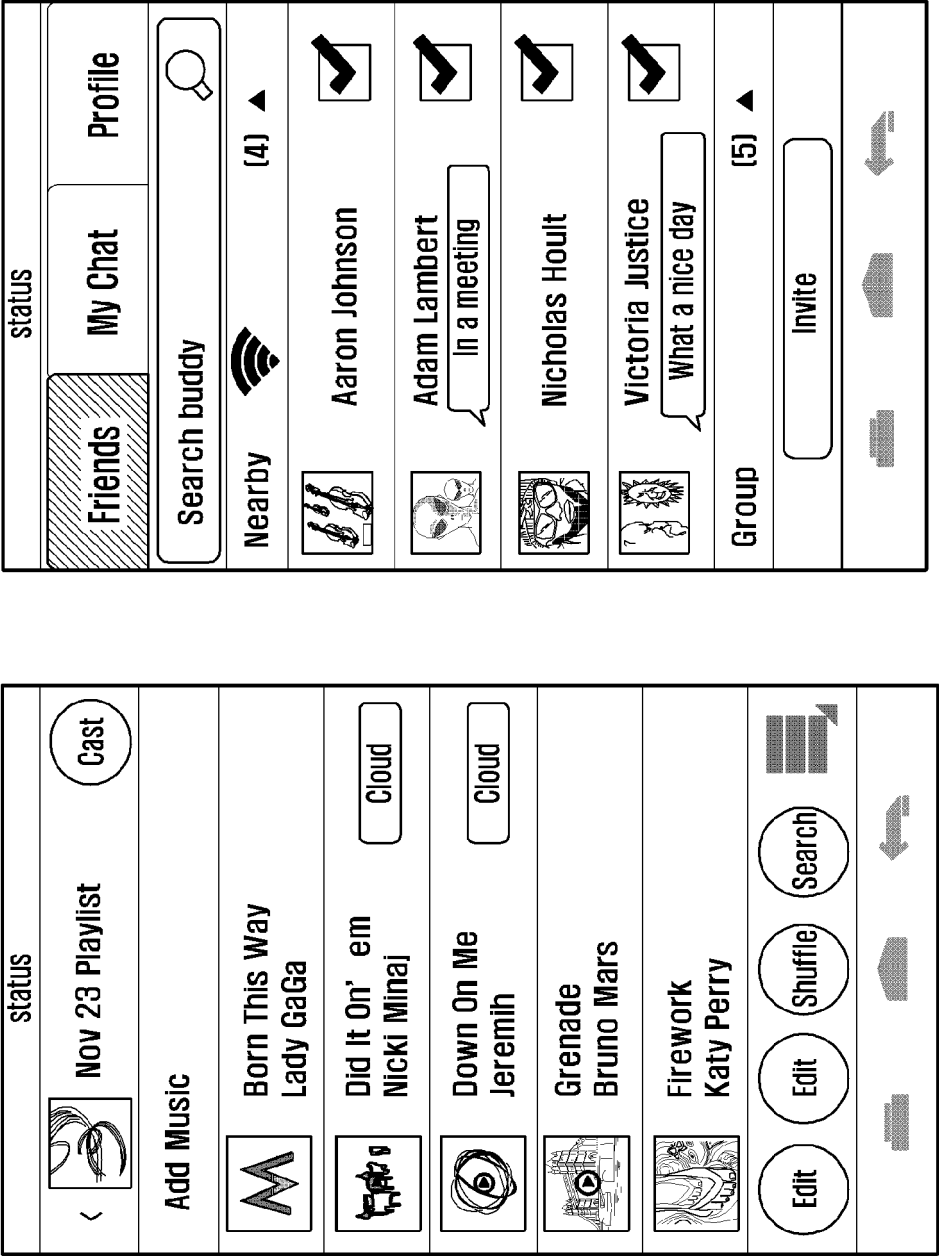 status
< Nov 23 Playlist Cast
Add Music
Born This Way
Lady GaGa
Did It On' em
Nicki Minaj
Cloud
Down On Me
Jeremih
Cloud
Grenade
Bruno Mars
Firework
Katy Perry
Edit Edit Shuffle Search
status
Friends My Chat Profile
Search buddy
Nearby (4) ▲
Aaron Johnson
Adam Lambert
In a meeting
Nicholas Hoult
Victoria Justice
What a nice day
Group (5) ▲
Invite